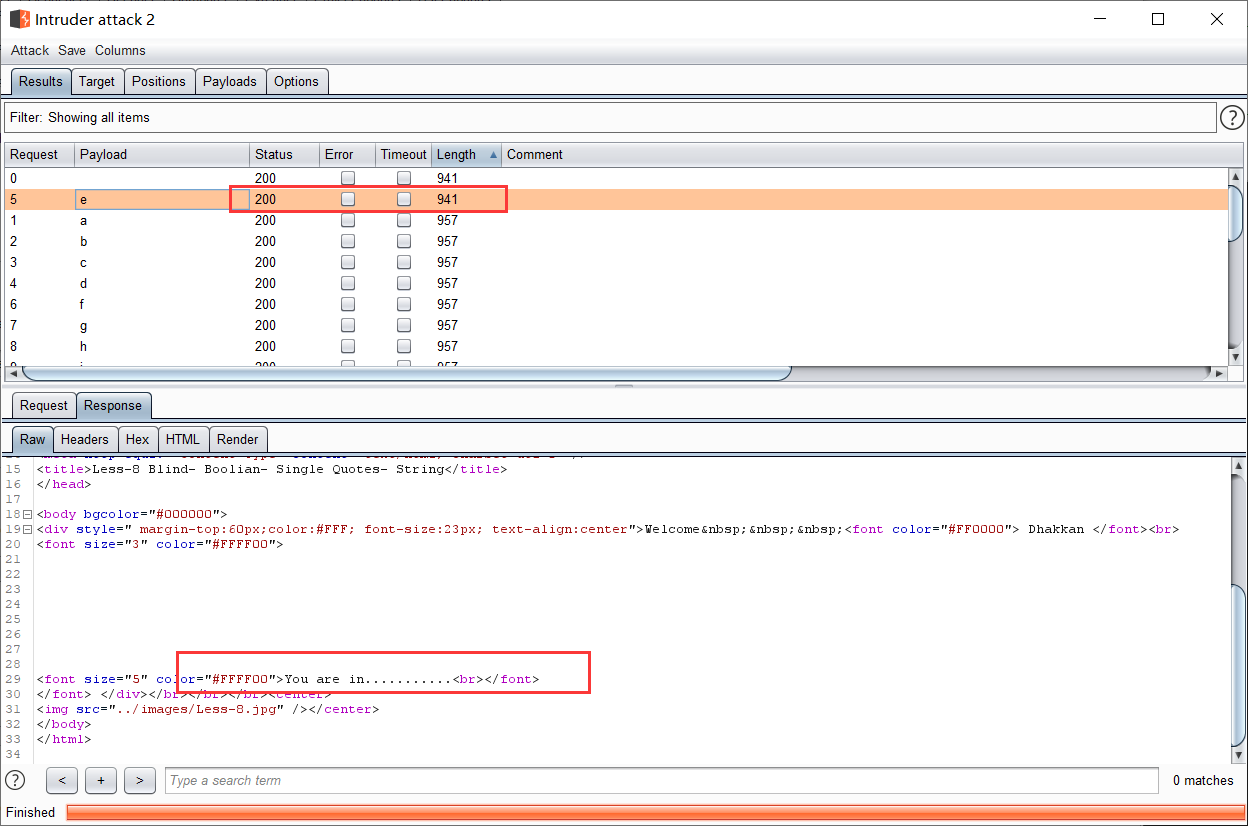 Intruder attack 2
Attack Save Columns
Results Target Positions Payloads Options
Filter: Showing all items ?
Request Payload Status Error Timeout Length Comment
0 200 941
5 e 200 941
1 a 200 957
2 b 200 957
3 c 200 957
4 d 200 957
6 f 200 957
7 g 200 957
8 h 200 957
Request Response
Raw Headers Hex HTML Render
15 <title>Less-8 Blind- Boolian- Single Quotes- String</title>
16 </head>
17
18 <body bgcolor="#000000">
19 <div style=" margin-top:60px;color:#FFF; font-size:23px; text-align:center">Welcome&nbsp;&nbsp;&nbsp;<font color="#FF0000"> Dhakkan </font><br>
20 <font size="3" color="#FFFF00">
21
22
23
24
25
26
27
28
29 <font size="5" color="#FFFF00">You are in...........<br></font>
30 </font> </div></br></br></br><center>
31 <img src="../images/Less-8.jpg" /></center>
32 </body>
33 </html>
34
? < + > Type a search term 0 matches
Finished